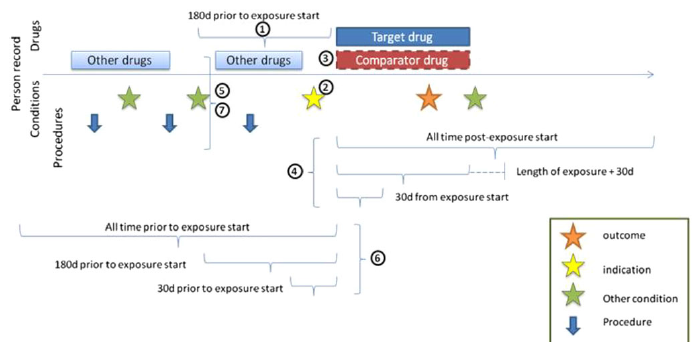 180d prior to exposure start
①
Person record
Drugs
Conditions
Procedures
Other drugs
Other drugs
③
Target drug
Comparator drug
⑤
⑦
②
④
All time post-exposure start
Length of exposure + 30d
30d from exposure start
All time prior to exposure start
180d prior to exposure start
30d prior to exposure start
⑥
outcome
indication
Other condition
Procedure